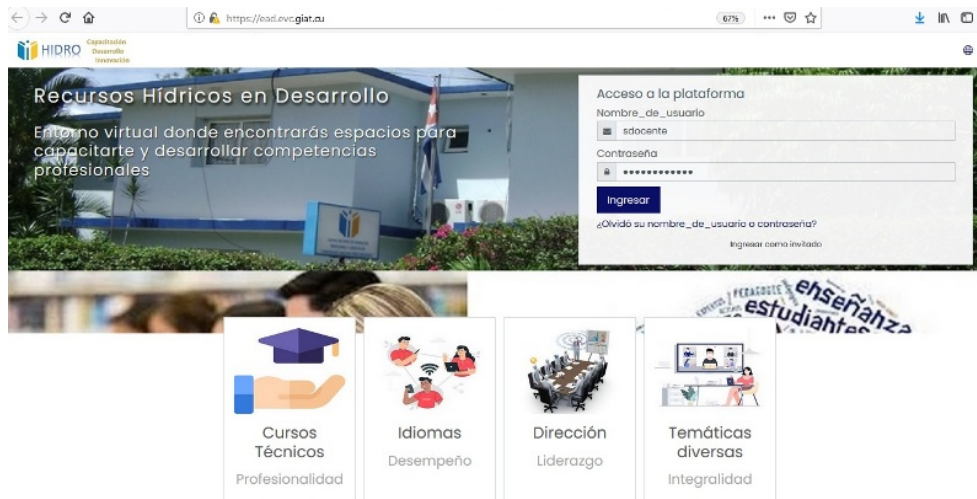 https://ead.evc.giat.cu
67%
HIDRO
Capacitación
Desarrollo
Innovación
Recursos Hídricos en Desarrollo
Entorno virtual donde encontrarás espacios para
capacitarte y desarrollar competencias
profesionales
Acceso a la plataforma
Nombre_de_usuario
sdocente
Contraseña
Ingresar
¿Olvidó su nombre_de_usuario o contraseña?
Ingresar como invitado
enseñanza
estudiantes
Cursos
Técnicos
Profesionalidad
Idiomas
Desempeño
Dirección
Liderazgo
Temáticas
diversas
Integralidad